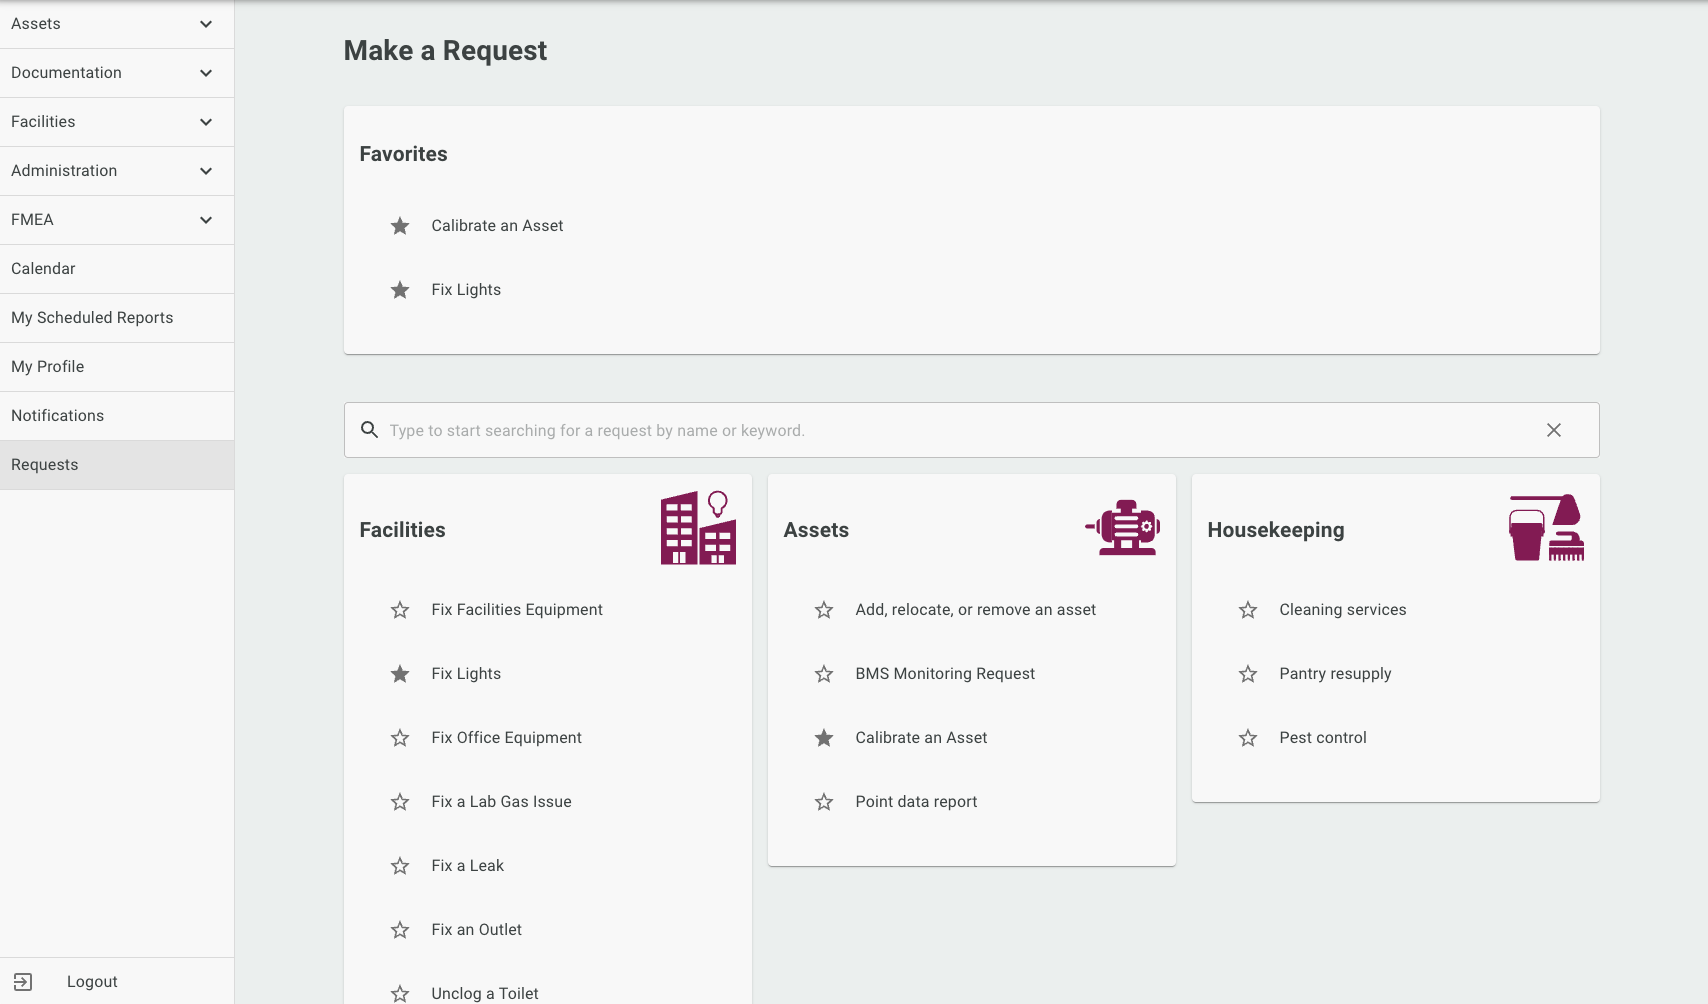 Assets
Documentation
Facilities
Administration
FMEA
Calendar
My Scheduled Reports
My Profile
Notifications
Requests
Logout
Make a Request
Favorites
Calibrate an Asset
Fix Lights
Type to start searching for a request by name or keyword.
Facilities
Fix Facilities Equipment
Fix Lights
Fix Office Equipment
Fix a Lab Gas Issue
Fix a Leak
Fix an Outlet
Unclog a Toilet
Assets
Add, relocate, or remove an asset
BMS Monitoring Request
Calibrate an Asset
Point data report
Housekeeping
Cleaning services
Pantry resupply
Pest control